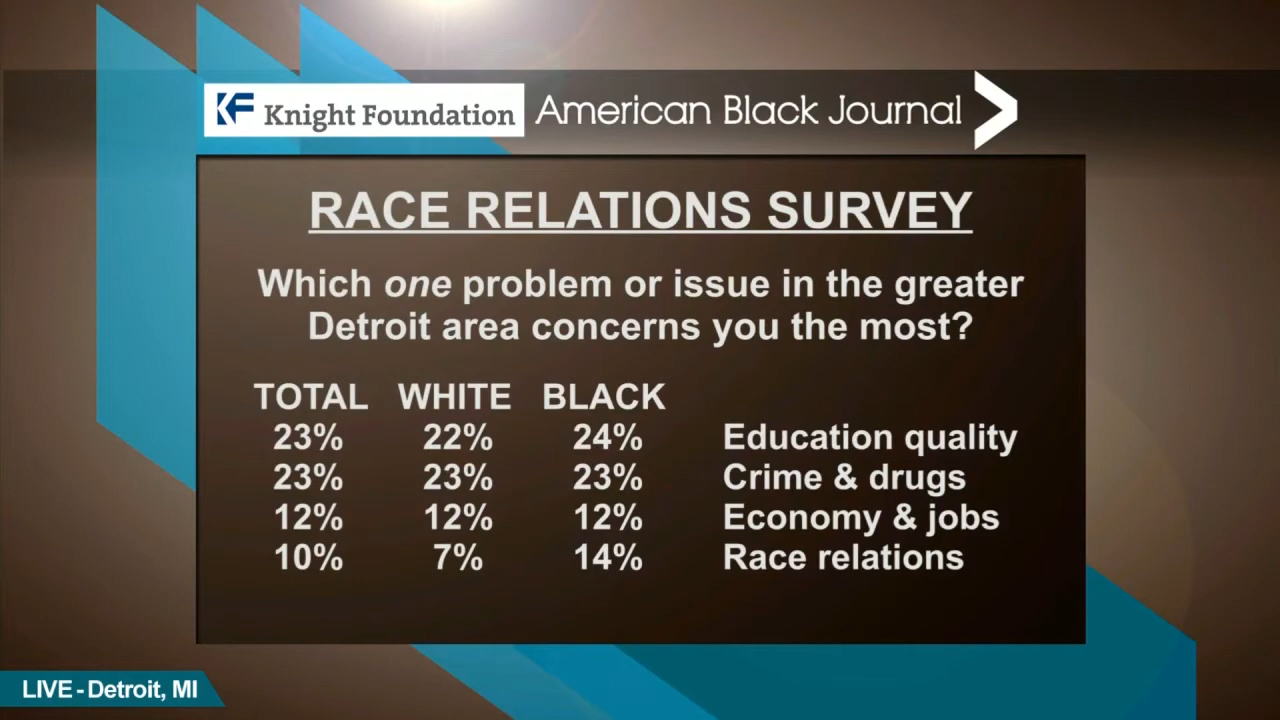 KF Knight Foundation American Black Journal
RACE RELATIONS SURVEY
Which one problem or issue in the greater
Detroit area concerns you the most?
TOTAL WHITE BLACK
23% 22% 24% Education quality
23% 23% 23% Crime & drugs
12% 12% 12% Economy & jobs
10% 7% 14% Race relations
LIVE - Detroit, MI